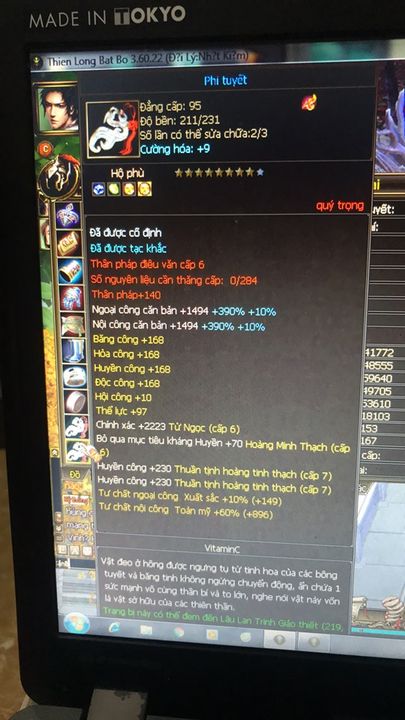 MADE IN TOKYO
Thien Long Bat Bo 3.60.22 (Đ?i Lý:Nh?t Ki?m)
Phi tuyết
Đẳng cấp: 95
Độ bền: 211/231
Số lần có thể sửa chữa:2/3
Cường hóa: +9
Hộ phù
quý trọng
Đã được cố định
Đã được tạc khắc
Thân pháp điêu văn cấp 6
Số nguyên liệu cần thăng cấp: 0/284
Thân pháp+140
Ngoại công căn bản +1494 +390% +10%
Nội công căn bản +1494 +390% +10%
Băng công +168
Hỏa công +168
Huyền công +168
Độc công +168
Hội công +10
Thể lực +97
Chính xác +2223 Tử Ngọc (cấp 6)
Bỏ qua mục tiêu kháng Huyền +70 Hoàng Minh Thạch (cấp
6)
Huyền công +230 Thuần tịnh hoàng tinh thạch (cấp 7)
Huyền công +230 Thuần tịnh hoàng tinh thạch (cấp 7)
Tư chất ngoại công Xuất sắc +10% (+149)
Tư chất nội công Toàn mỹ +60% (+896)
VitaminC
Vật đeo ở hông được ngưng tụ từ tinh hoa của các bông
tuyết và băng tinh không ngừng chuyển động, ẩn chứa 1
sức mạnh vô cùng thần bí và to lớn, nghe nói vật này vốn
là vật sở hữu của các thiên thần.
Trang bị này có thể đem đến Lâu Lan Trinh Giảo thiết (219,
41772
48555
59640
69705
53610
18103
153
167
cấp:
Đồ